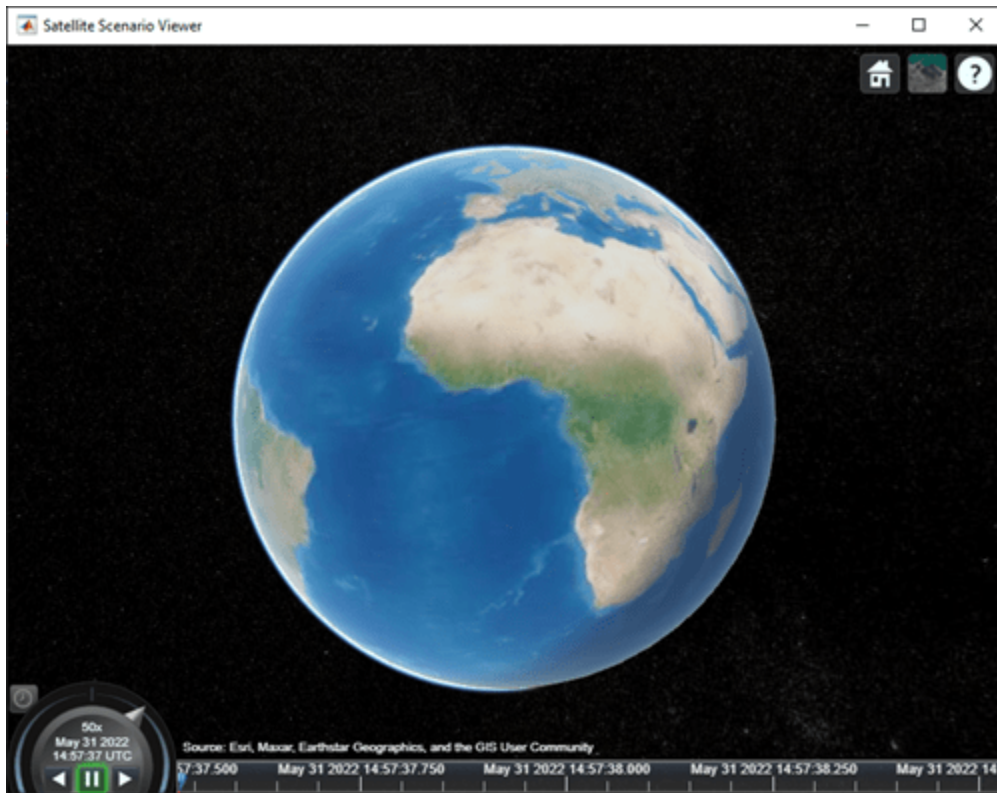 Satellite Scenario Viewer
?
50x
May 31 2022
14:57:37 UTC
Source: Esri, Maxar, Earthstar Geographics, and the GIS User Community
57:37.500 May 31 2022 14:57:37.750 May 31 2022 14:57:38.000 May 31 2022 14:57:38.250 May 31 2022 14